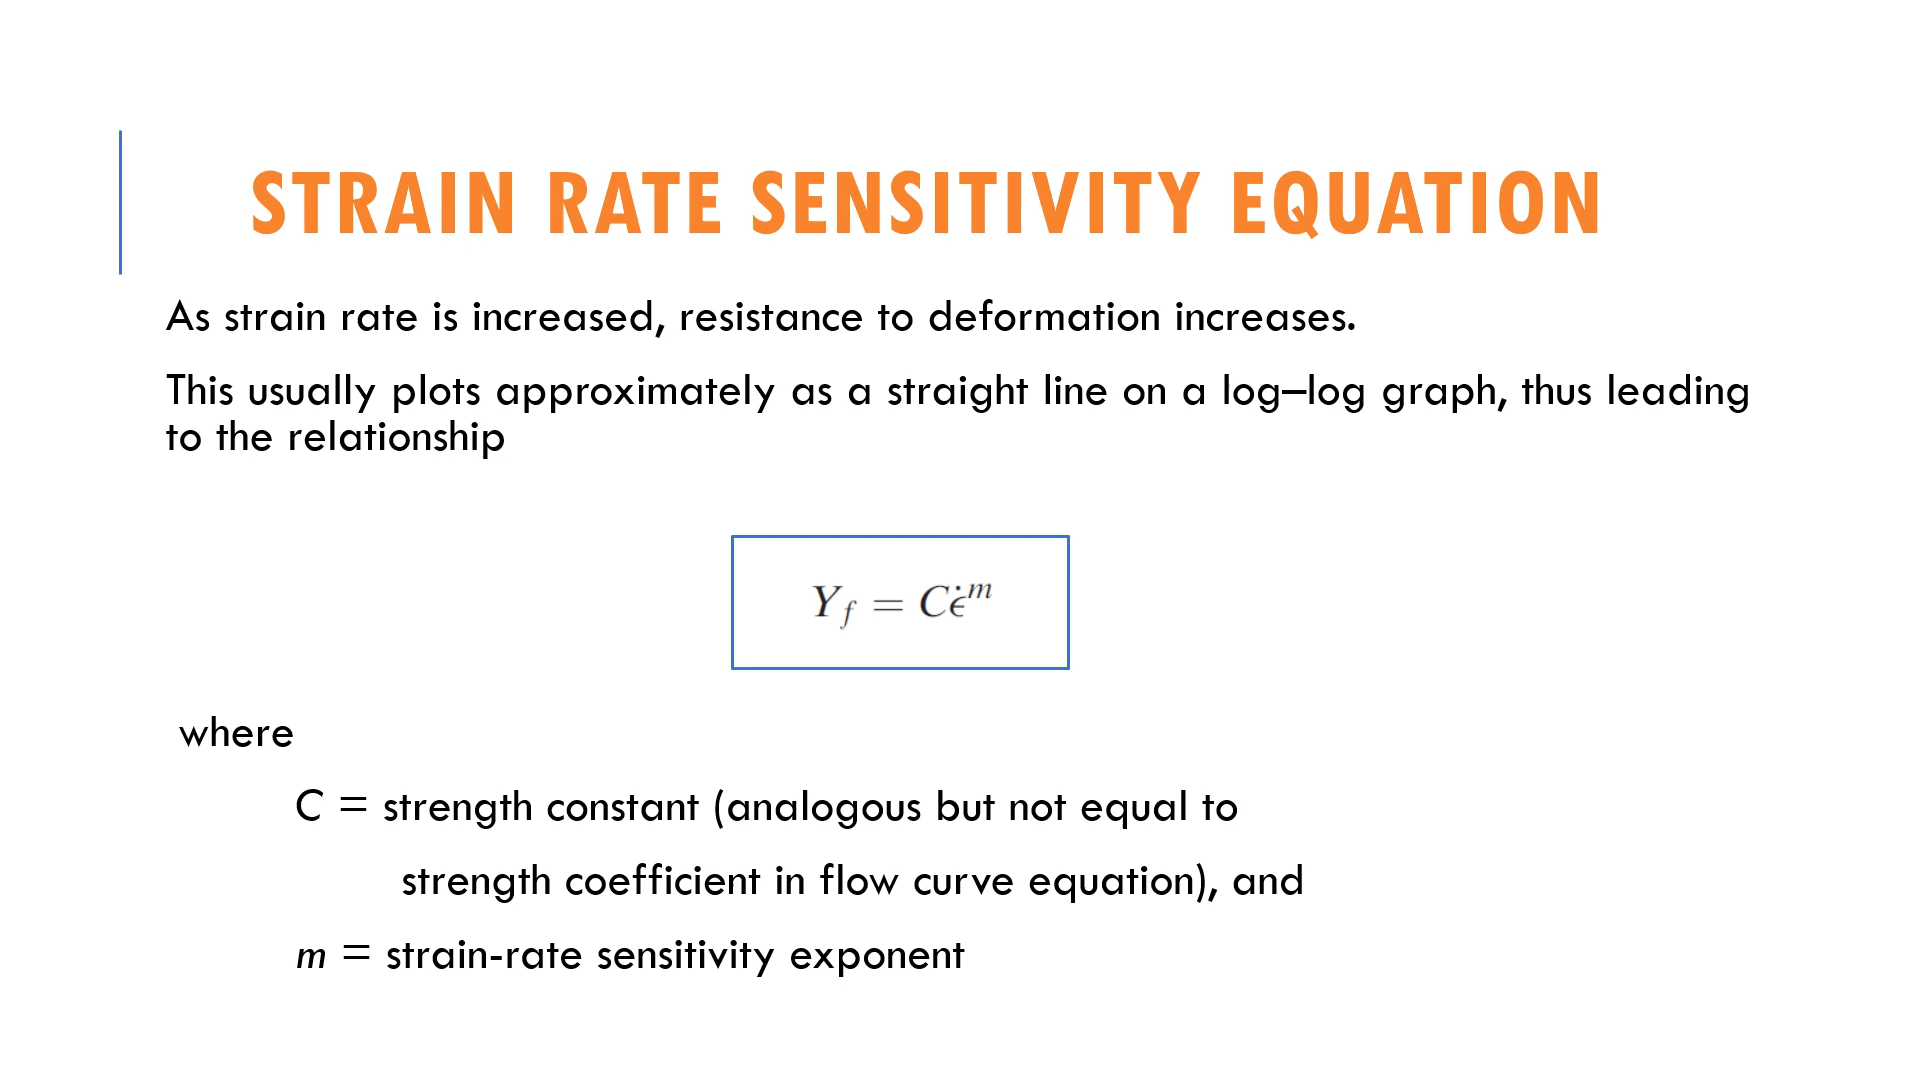 STRAIN RATE SENSITIVITY EQUATION
As strain rate is increased, resistance to deformation increases.
This usually plots approximately as a straight line on a log–log graph, thus leading
to the relationship
Y_f = Cϵ̇^m
where
C = strength constant (analogous but not equal to
strength coefficient in flow curve equation), and
m = strain-rate sensitivity exponent